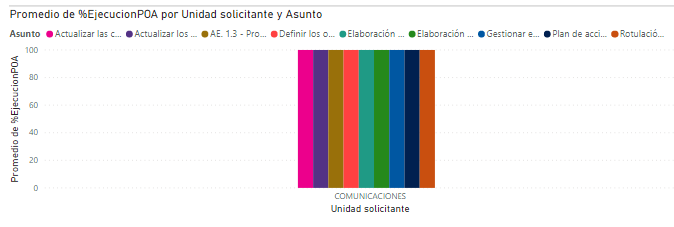 Promedio de %EjecucionPOA por Unidad solicitante y Asunto
Asunto Actualizar las c... Actualizar los ... AE. 1.3 - Pro... Definir los o... Elaboración ... Elaboración ... Gestionar e... Plan de acci... Rotulació...
Promedio de %EjecucionPOA
100
80
60
40
20
0
COMUNICACIONES
Unidad solicitante